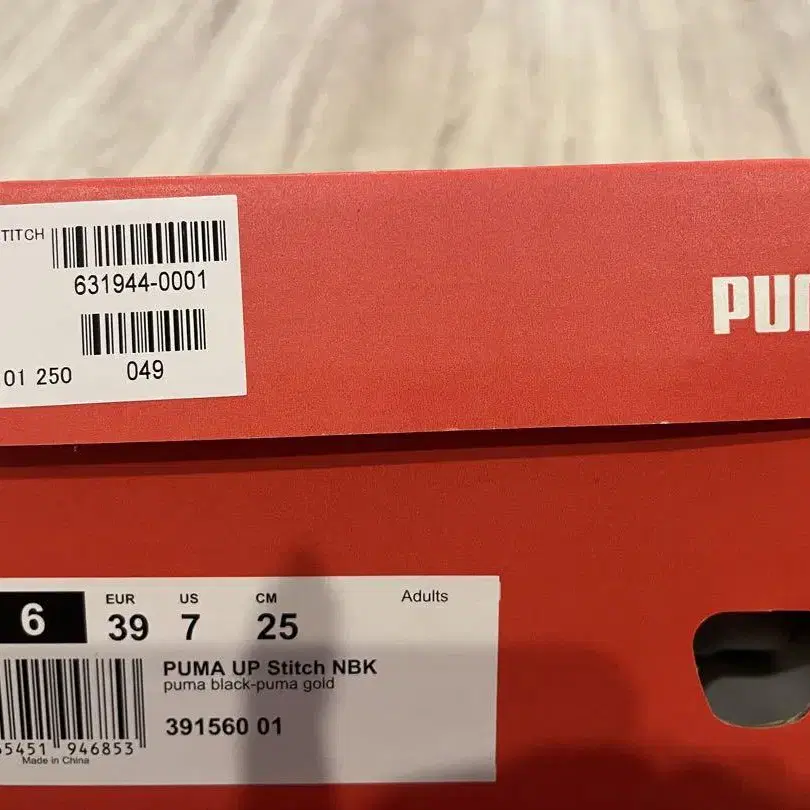 TITCH
631944-0001
01 250 049
PU
EUR US CM Adults
6 39 7 25
PUMA UP Stitch NBK
puma black-puma gold
391560 01
5451 946853
Made in China